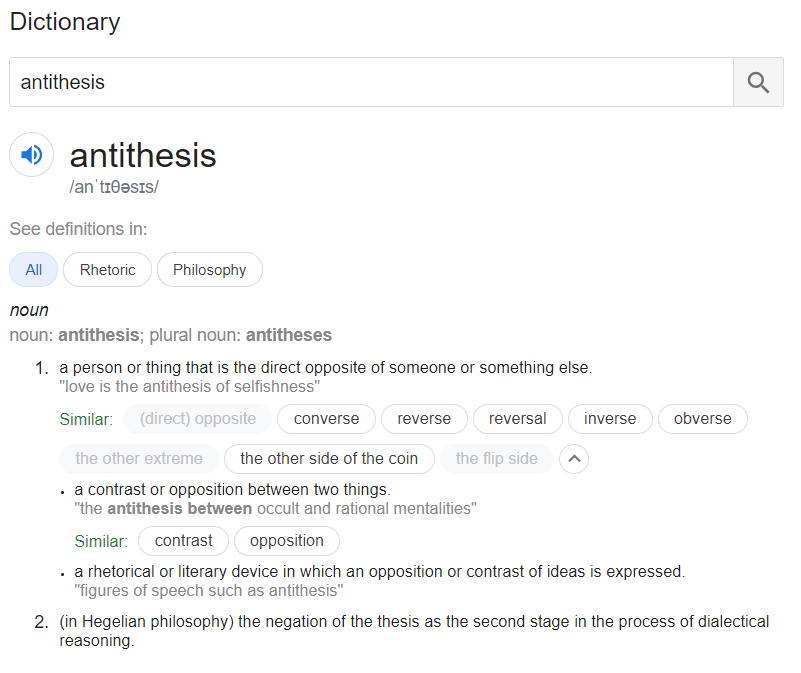 Dictionary
antithesis
antithesis
/anˈtɪθəsɪs/
See definitions in:
All Rhetoric Philosophy
noun
noun: antithesis; plural noun: antitheses
1. a person or thing that is the direct opposite of someone or something else.
"love is the antithesis of selfishness"
Similar: (direct) opposite converse reverse reversal inverse obverse
the other extreme the other side of the coin the flip side
• a contrast or opposition between two things.
"the antithesis between occult and rational mentalities"
Similar: contrast opposition
• a rhetorical or literary device in which an opposition or contrast of ideas is expressed.
"figures of speech such as antithesis"
2. (in Hegelian philosophy) the negation of the thesis as the second stage in the process of dialectical
reasoning.